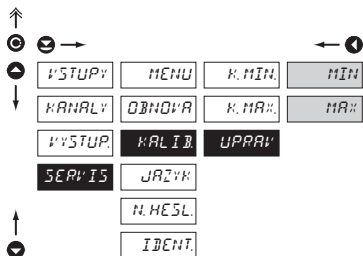 VSTUPY MENU K. MIN. MIN
KANALY OBNOVA K. MAX. MAX
VYSTUP. KALIB. UPRAV
SERVIS JAZYK
N. HESL.
IDENT.